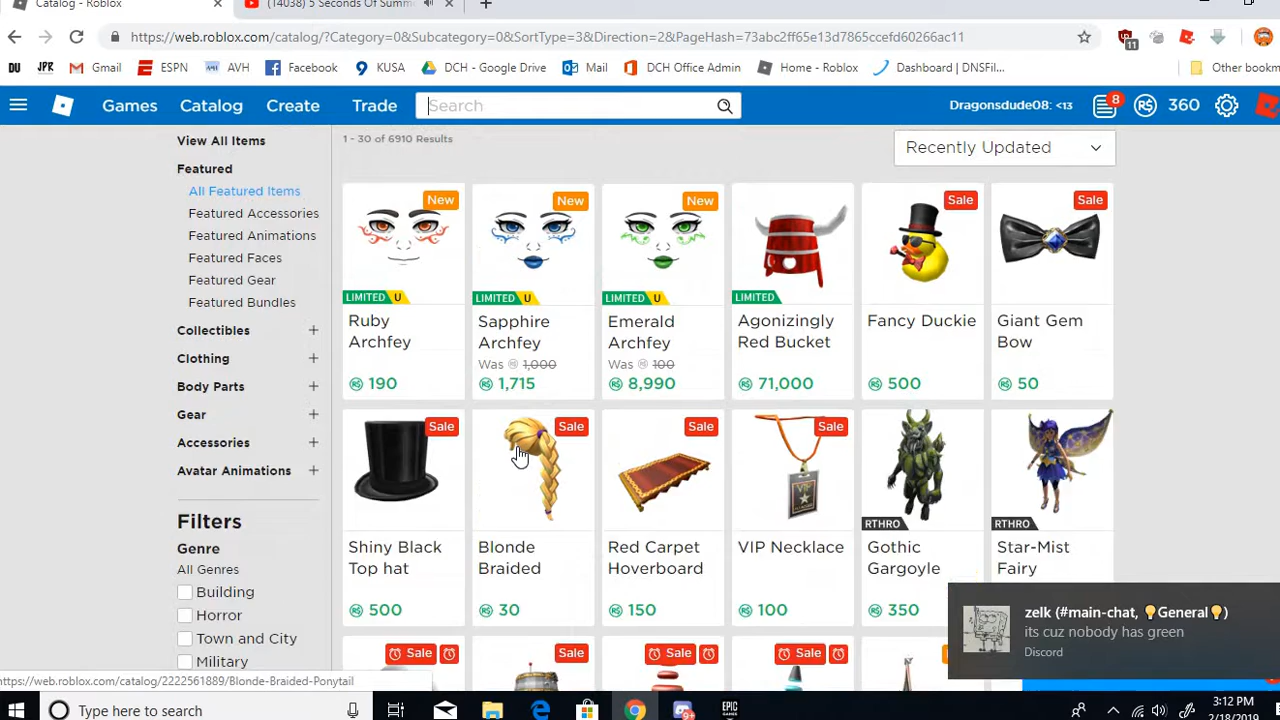 Catalog - Roblox
(14038) 5 Seconds Of Summ
https://web.roblox.com/catalog/?Category=0&Subcategory=0&SortType=3&Direction=2&PageHash=73abc2ff65e13d7865ccefd60266ac11
11
DU JPR Gmail ESPN AVH Facebook 9 KUSA DCH - Google Drive Mail DCH Office Admin Home - Roblox Dashboard | DNSFil... Other bookm
Games Catalog Create Trade Search Dragonsdude08: <13 8 R$ 360
View All Items
1 - 30 of 6910 Results
Recently Updated
Featured
All Featured Items
Featured Accessories
Featured Animations
Featured Faces
Featured Gear
Featured Bundles
Collectibles +
Clothing +
Body Parts +
Gear +
Accessories +
Avatar Animations +
Filters
Genre
All Genres
Building
Horror
Town and City
Military
New New New Sale Sale
LIMITED U LIMITED U LIMITED U LIMITED
Ruby Sapphire Emerald Agonizingly Fancy Duckie Giant Gem
Archfey Archfey Archfey Red Bucket Bow
Was R$ 1,000 Was R$ 100
R$ 190 R$ 1,715 R$ 8,990 R$ 71,000 R$ 500 R$ 50
Sale Sale Sale Sale
VIP
RTHRO RTHRO
Shiny Black Blonde Red Carpet VIP Necklace Gothic Star-Mist
Top hat Braided Hoverboard Gargoyle Fairy
R$ 500 R$ 30 R$ 150 R$ 100 R$ 350
Sale Sale Sale Sale
zelk (#main-chat, 💡General💡)
its cuz nobody has green
Discord
https://web.roblox.com/catalog/2222561889/Blonde-Braided-Ponytail
Type here to search
EPIC GAMES
3:12 PM
2/18/2019